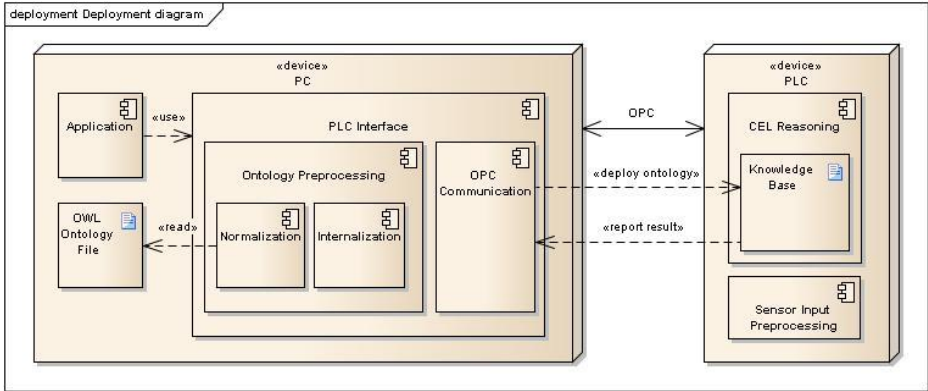 deployment Deployment diagram
«device»
PC
Application
«use»
PLC Interface
Ontology Preprocessing
Normalization
Internalization
OPC
Communication
OWL
Ontology
File
«read»
OPC
«deploy ontology»
«report result»
«device»
PLC
CEL Reasoning
Knowledge
Base
Sensor Input
Preprocessing